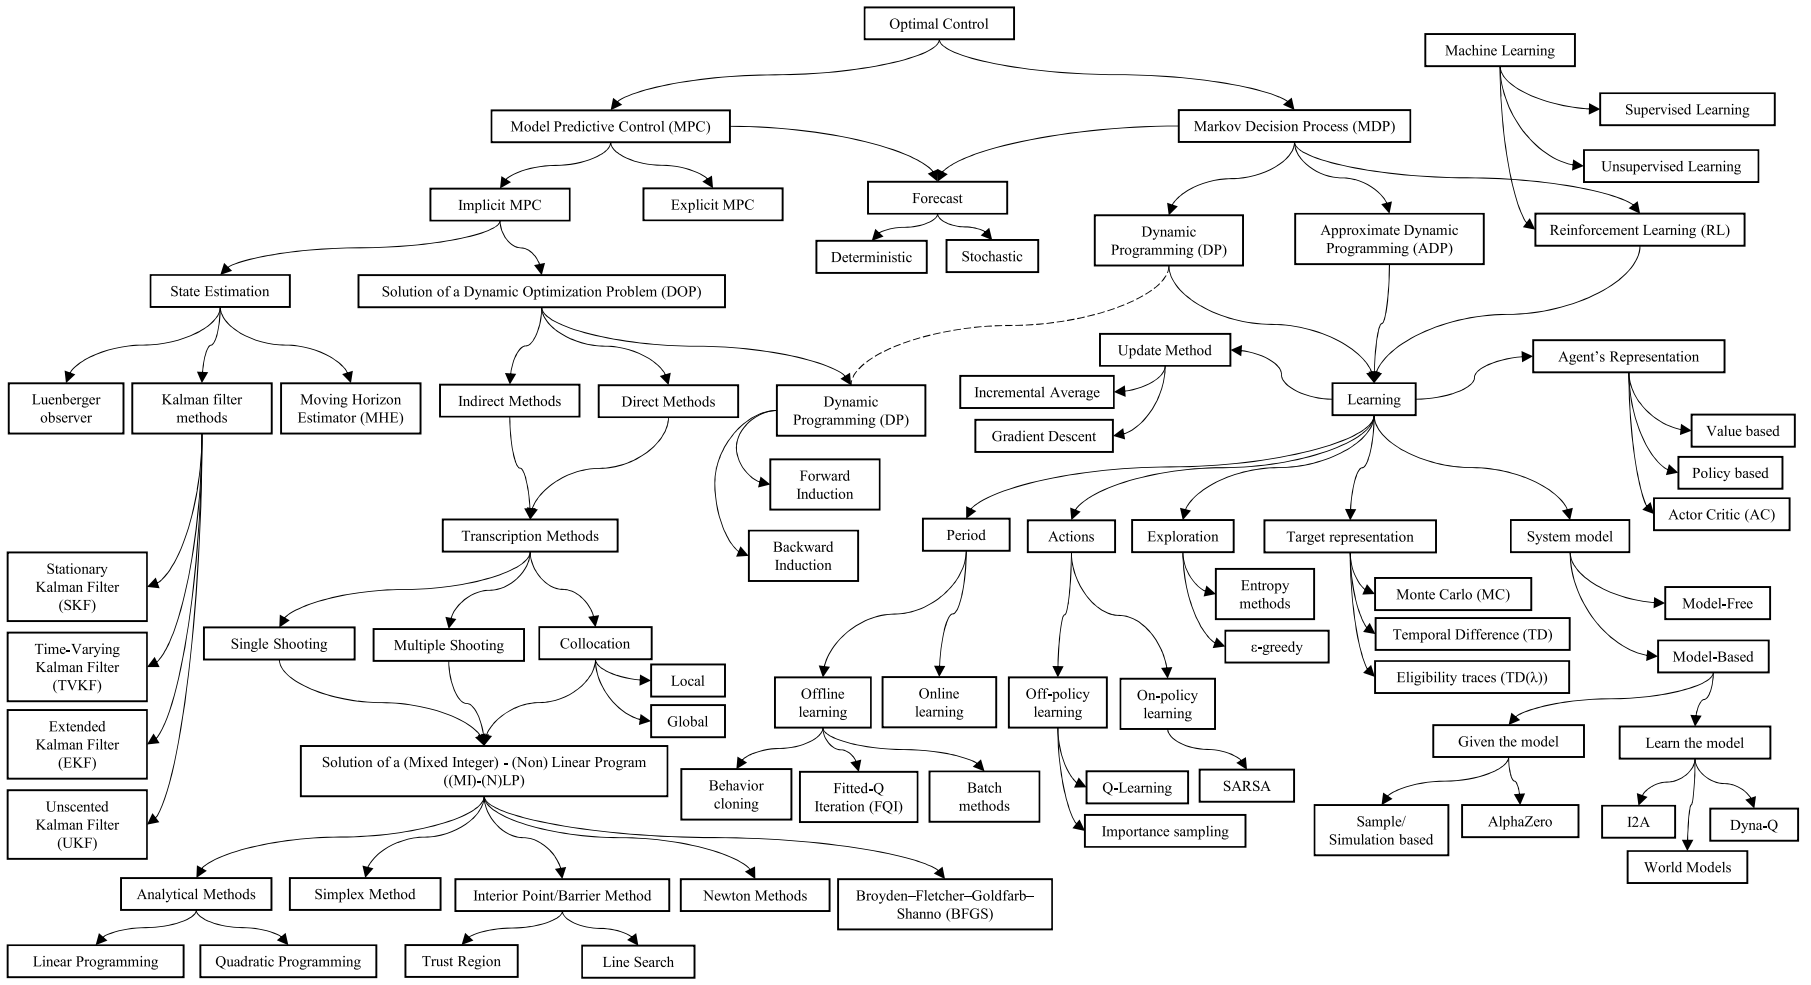 Optimal Control
Machine Learning
Supervised Learning
Model Predictive Control (MPC)
Markov Decision Process (MDP)
Unsupervised Learning
Implicit MPC
Explicit MPC
Forecast
Dynamic
Programming (DP)
Approximate Dynamic
Programming (ADP)
Reinforcement Learning (RL)
Deterministic
Stochastic
State Estimation
Solution of a Dynamic Optimization Problem (DOP)
Update Method
Agent's Representation
Luenberger
observer
Kalman filter
methods
Moving Horizon
Estimator (MHE)
Indirect Methods
Direct Methods
Dynamic
Programming (DP)
Incremental Average
Learning
Gradient Descent
Value based
Forward
Induction
Policy based
Actor Critic (AC)
Transcription Methods
Backward
Induction
Period
Actions
Exploration
Target representation
System model
Stationary
Kalman Filter
(SKF)
Entropy
methods
Monte Carlo (MC)
Model-Free
Single Shooting
Multiple Shooting
Collocation
ε-greedy
Temporal Difference (TD)
Model-Based
Time-Varying
Kalman Filter
(TVKF)
Local
Global
Offline
learning
Online
learning
Off-policy
learning
On-policy
learning
Eligibility traces (TD(λ))
Extended
Kalman Filter
(EKF)
Solution of a (Mixed Integer) - (Non) Linear Program
((MI)-(N)LP)
Given the model
Learn the model
Behavior
cloning
Fitted-Q
Iteration (FQI)
Batch
methods
Q-Learning
SARSA
Unscented
Kalman Filter
(UKF)
Importance sampling
Sample/
Simulation based
AlphaZero
I2A
Dyna-Q
World Models
Analytical Methods
Simplex Method
Interior Point/Barrier Method
Newton Methods
Broyden–Fletcher–Goldfarb–
Shanno (BFGS)
Linear Programming
Quadratic Programming
Trust Region
Line Search